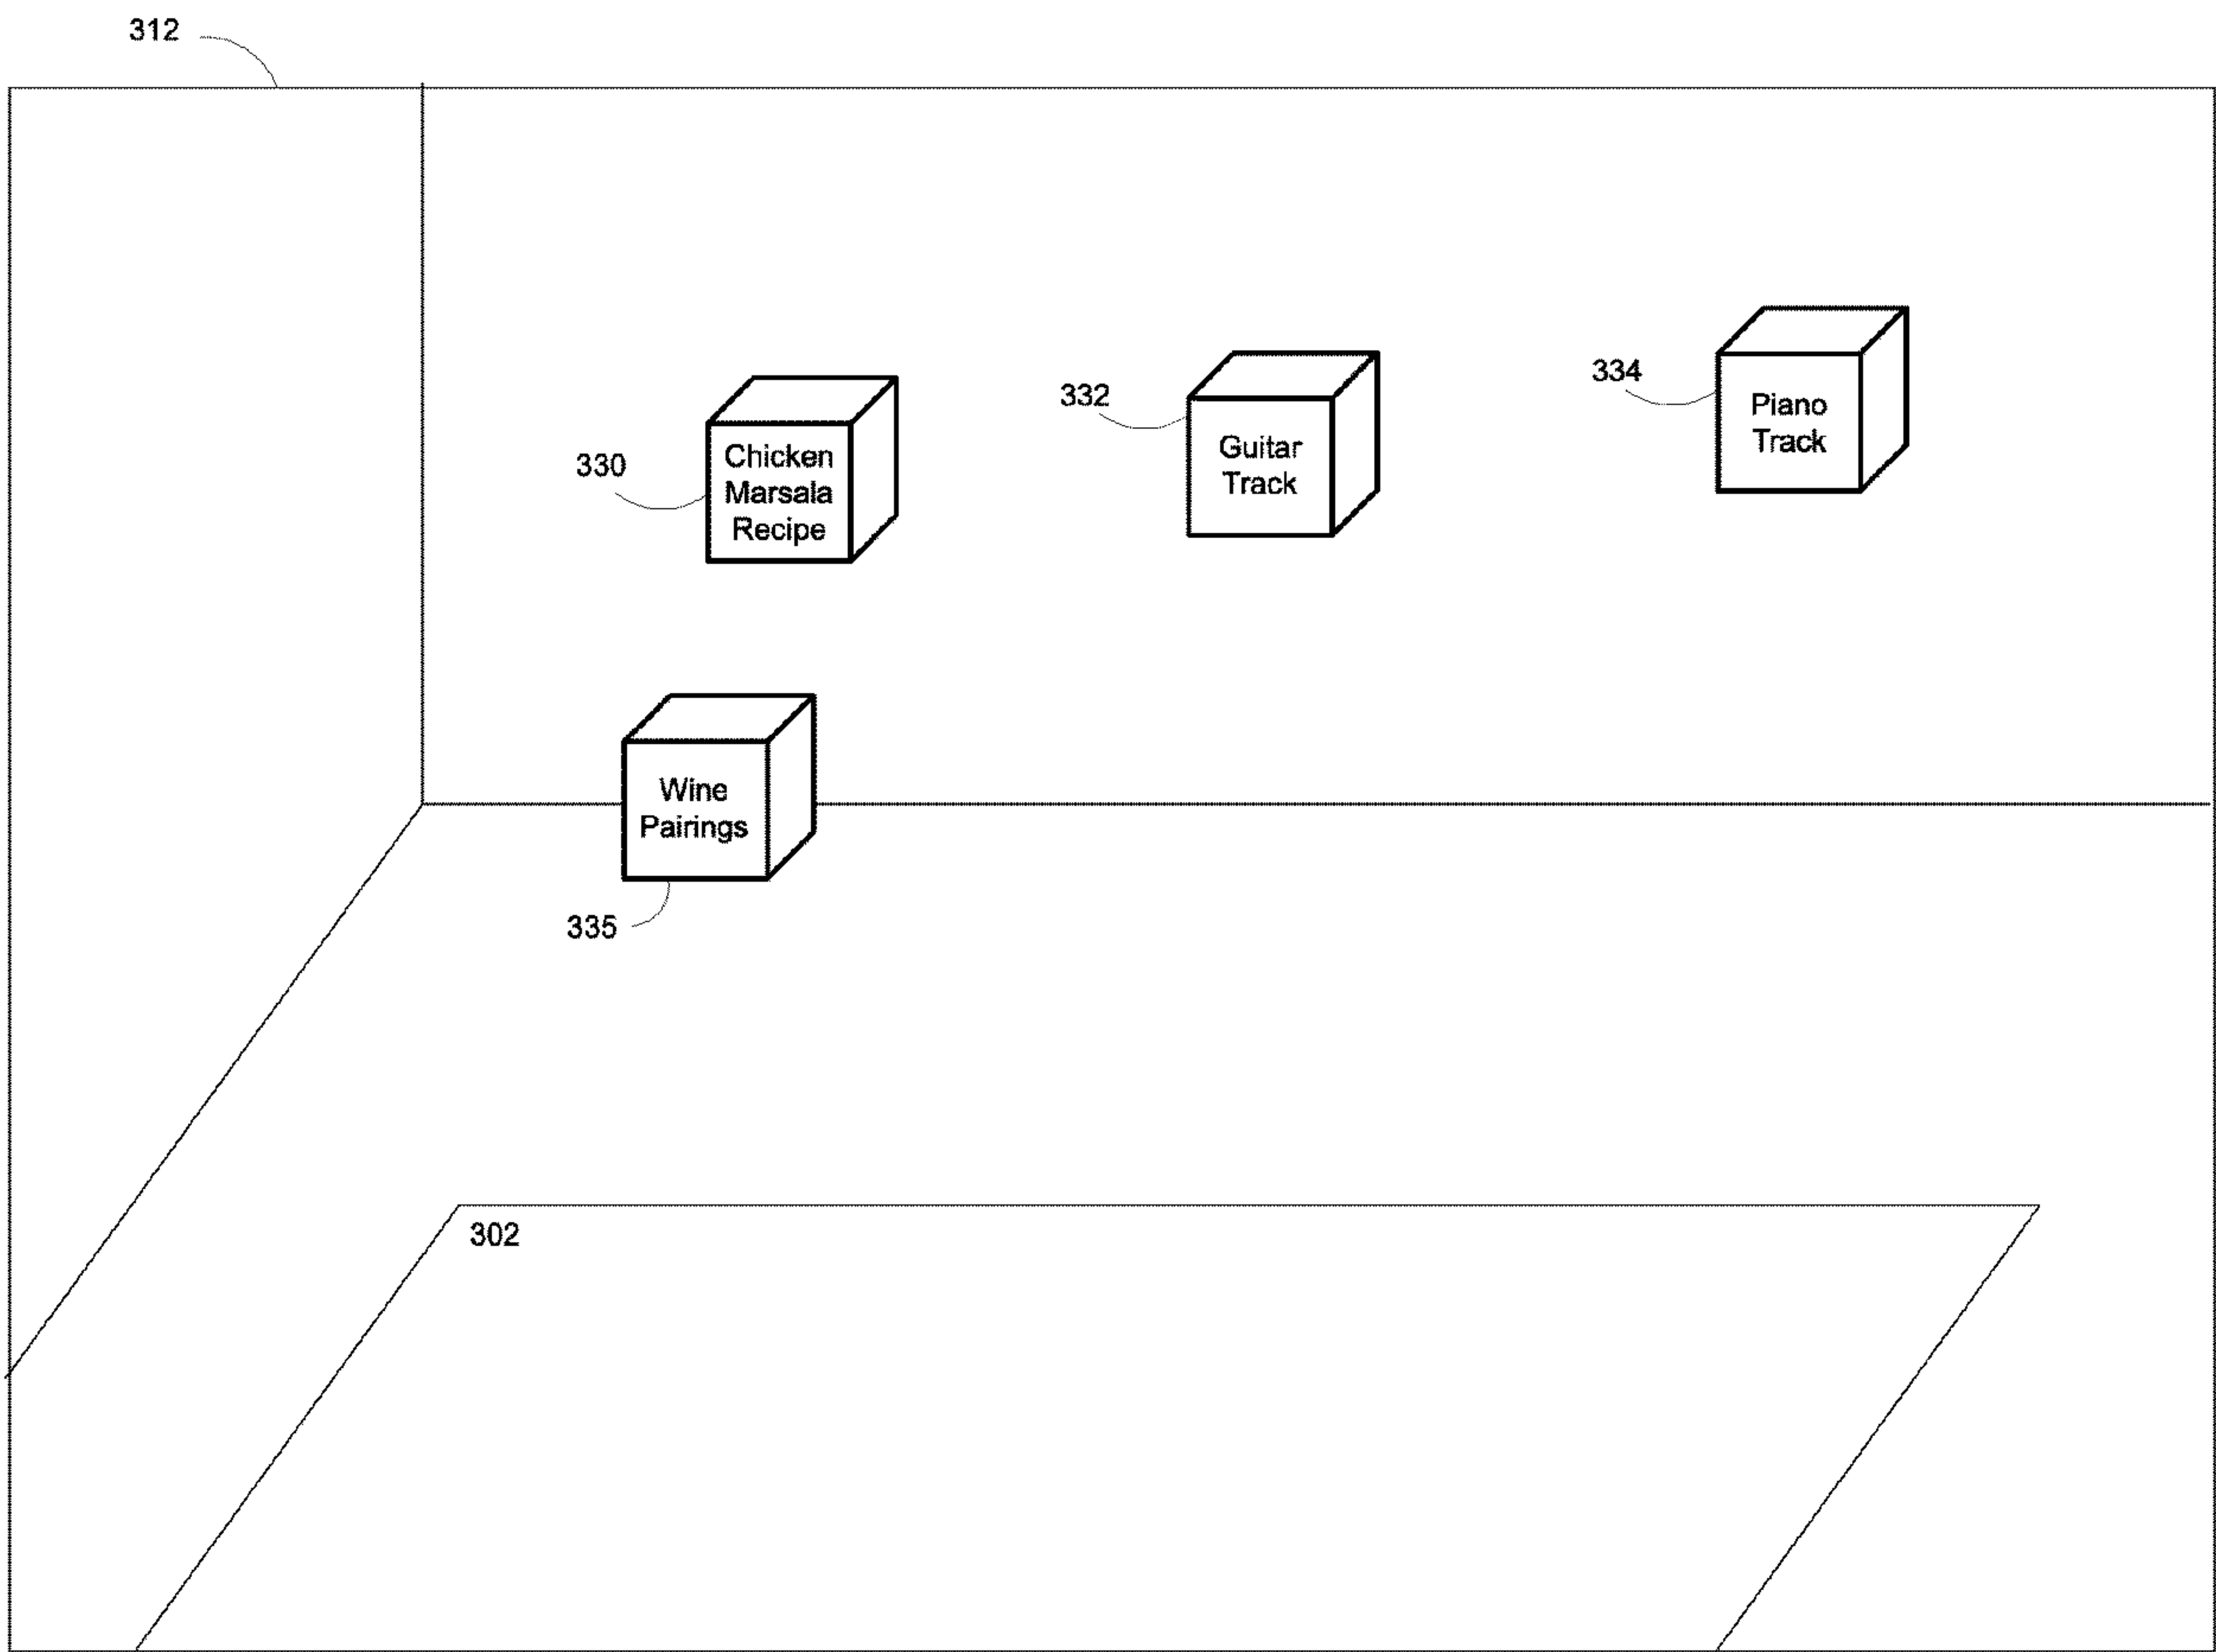 312
334
Piano
Track
332
Guitar
Track
330
Chicken
Marsala
Recipe
Wine
Pairings
335
302